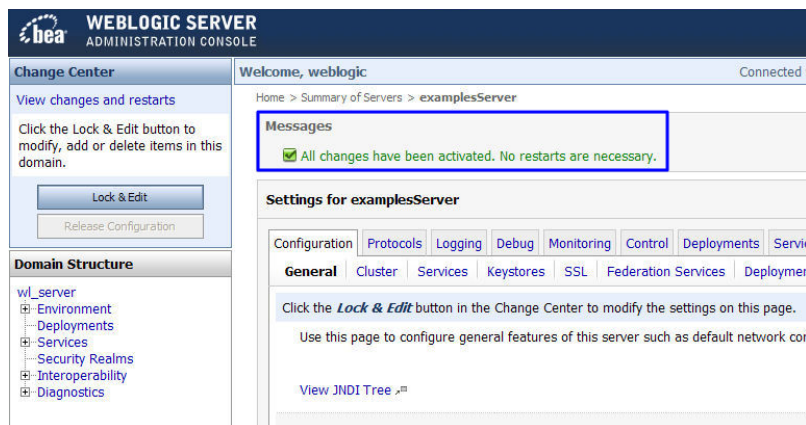 bea
WEBLOGIC SERVER
ADMINISTRATION CONSOLE
Change Center
View changes and restarts
Click the Lock & Edit button to
modify, add or delete items in this
domain.
Lock & Edit
Release Configuration
Domain Structure
wl_server
Environment
Deployments
Services
Security Realms
Interoperability
Diagnostics
Welcome, weblogic
Connected
Home > Summary of Servers > examplesServer
Messages
All changes have been activated. No restarts are necessary.
Settings for examplesServer
Configuration Protocols Logging Debug Monitoring Control Deployments Servi
General Cluster Services Keystores SSL Federation Services Deploymen
Click the Lock & Edit button in the Change Center to modify the settings on this page.
Use this page to configure general features of this server such as default network con
View JNDI Tree